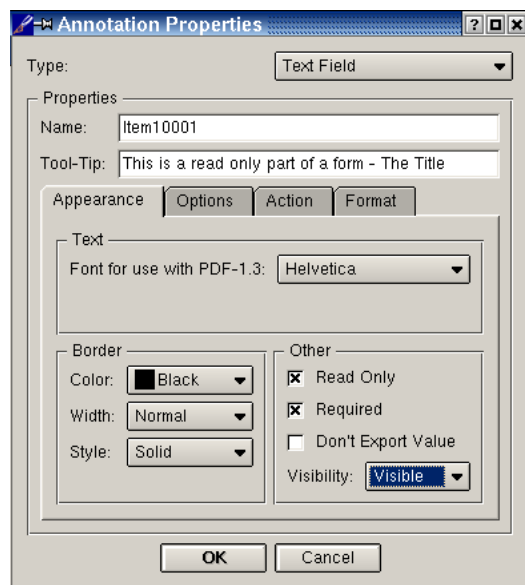 Annotation Properties
Type: Text Field
Properties
Name: Item10001
Tool-Tip: This is a read only part of a form - The Title
Appearance Options Action Format
Text
Font for use with PDF-1.3: Helvetica
Border
Color: Black
Width: Normal
Style: Solid
Other
Read Only
Required
Don't Export Value
Visibility: Visible
OK Cancel